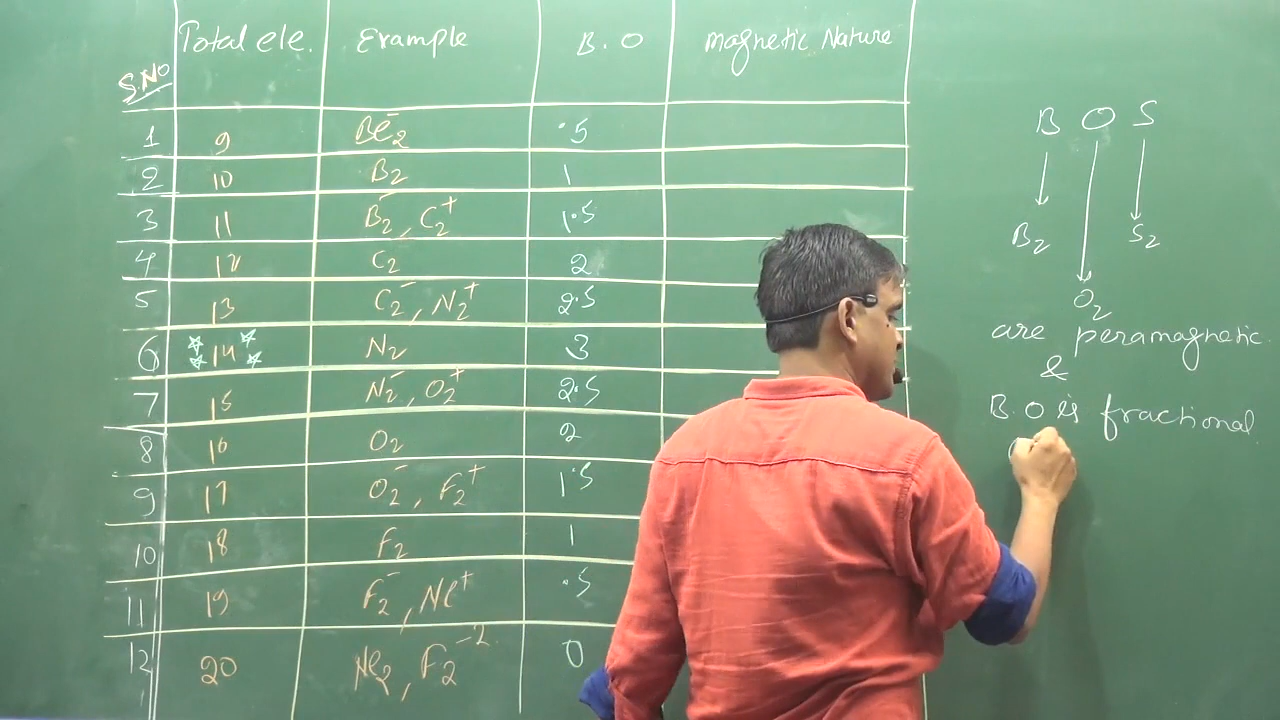 S.NO Total ele. Example B.O magnetic Nature
1 9 Be2⁻ .5
2 10 B2 1
3 11 B2⁻, C2⁺ 1.5
4 12 C2 2
5 13 C2⁻, N2⁺ 2.5
6 14 N2 3
7 15 N2⁻, O2⁺ 2.5
8 16 O2 2
9 17 O2⁻, F2⁺ 1.5
10 18 F2 1
11 19 F2⁻, Ne⁺ .5
12 20 Ne2, F2⁻² 0
B O S
B2 S2
O2
are peramagnetic
&
B.O is fractional